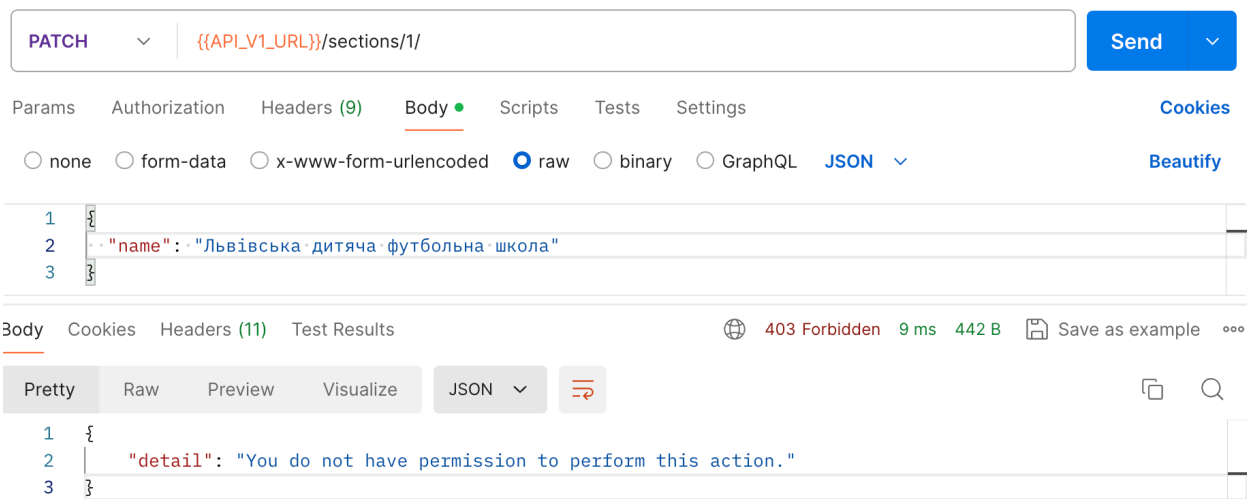 PATCH {{API_V1_URL}}/sections/1/ Send
Params Authorization Headers (9) Body Scripts Tests Settings Cookies
none form-data x-www-form-urlencoded raw binary GraphQL JSON Beautify
1 {
2 "name": "Львівська дитяча футбольна школа"
3 }
Body Cookies Headers (11) Test Results 403 Forbidden 9 ms 442 B Save as example
Pretty Raw Preview Visualize JSON
1 {
2 "detail": "You do not have permission to perform this action."
3 }